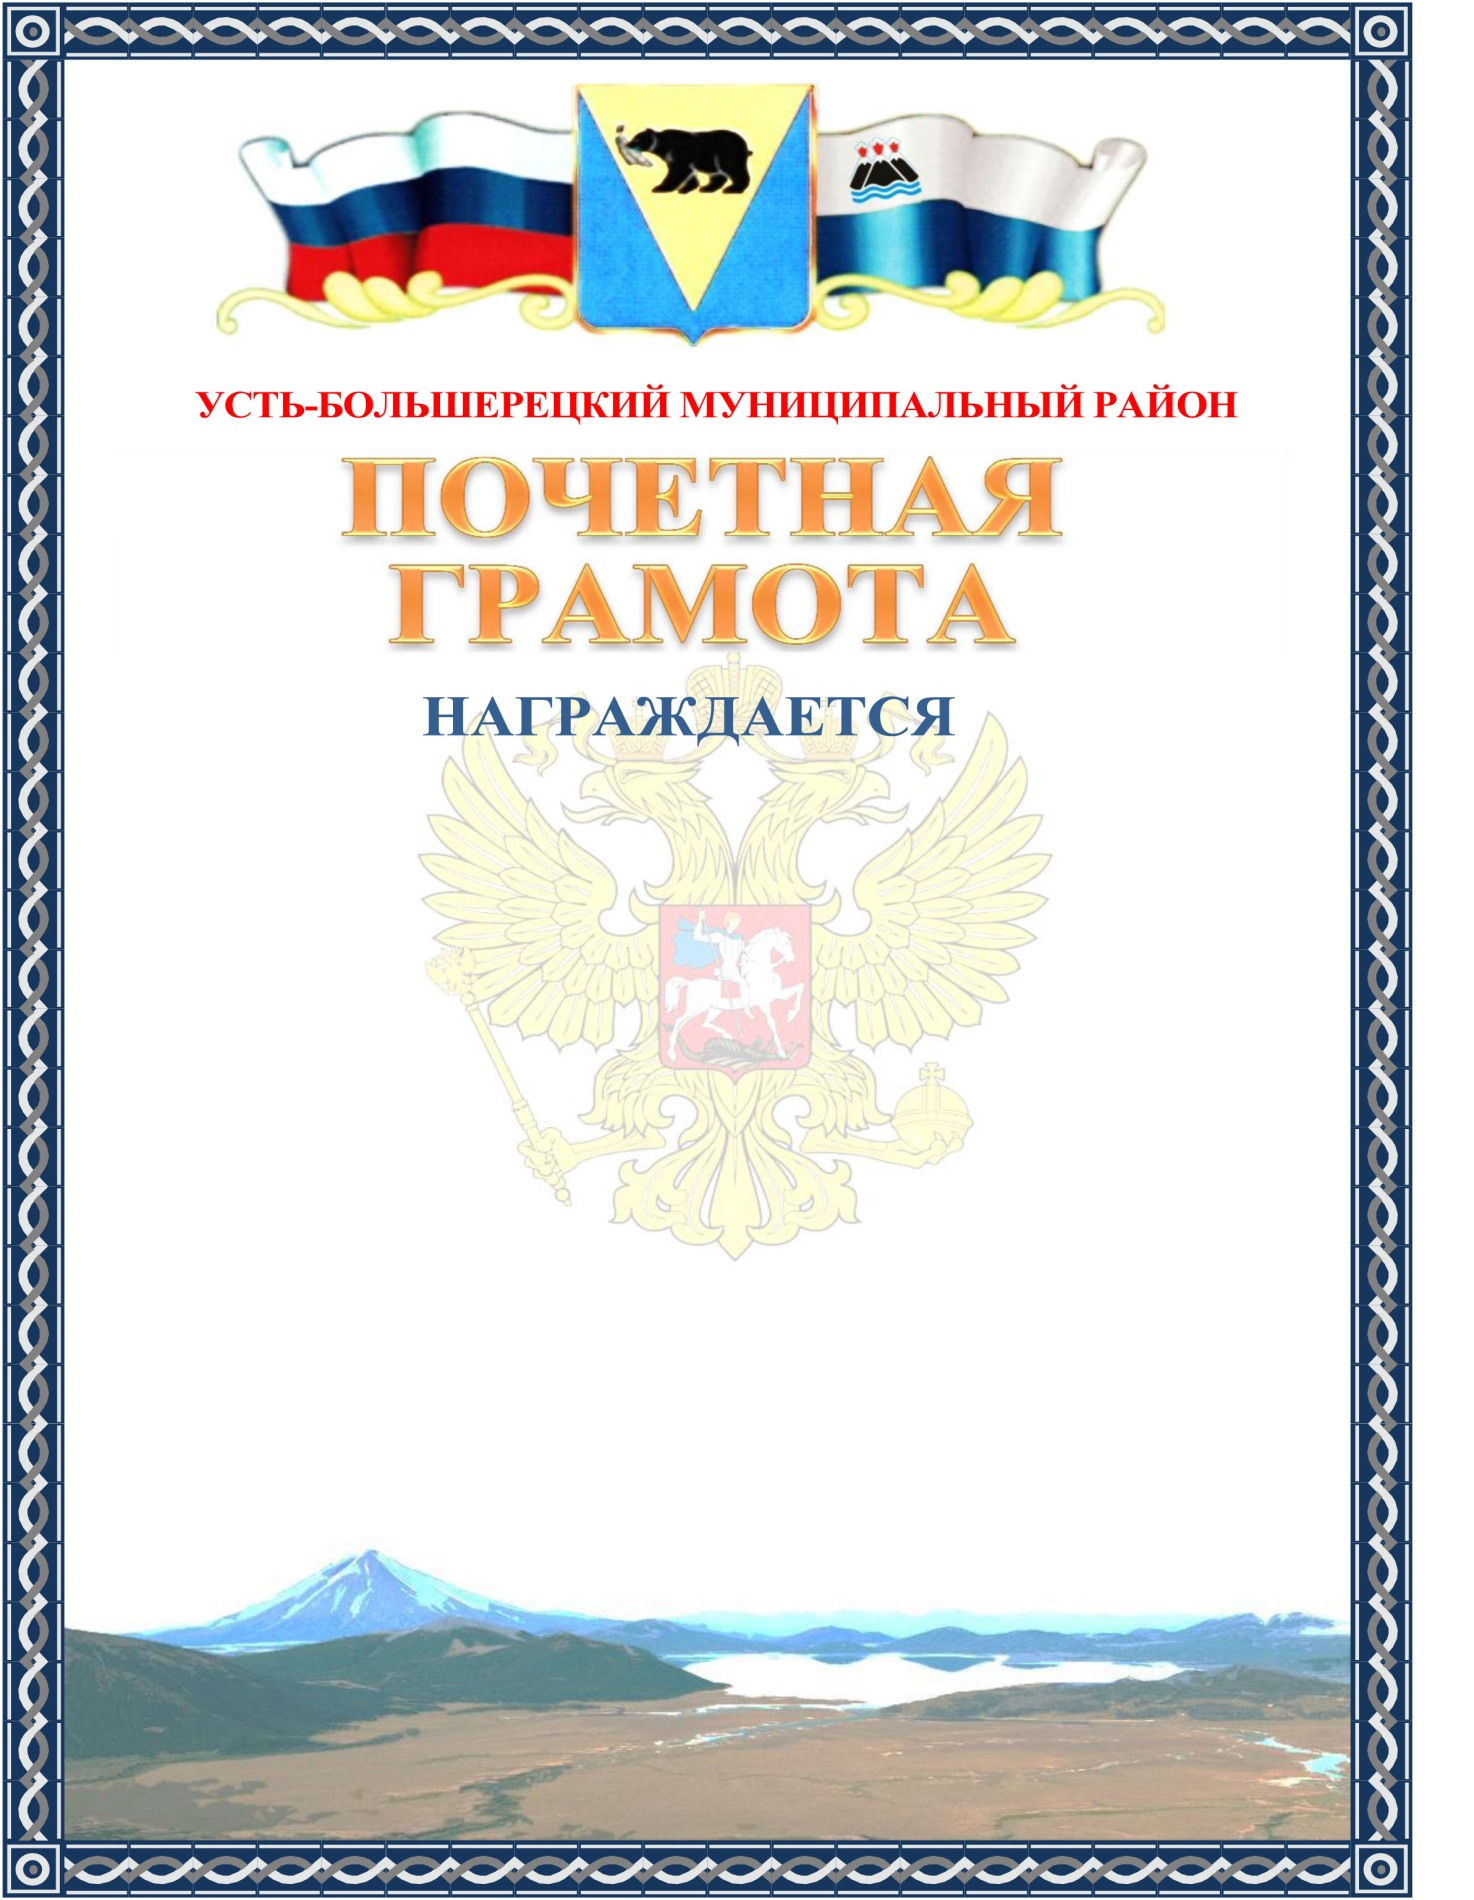 УСТЬ-БОЛЬШЕРЕЦКИЙ МУНИЦИПАЛЬНЫЙ РАЙОН
ПОЧЕТНАЯ
ГРАМОТА
НАГРАЖДАЕТСЯ